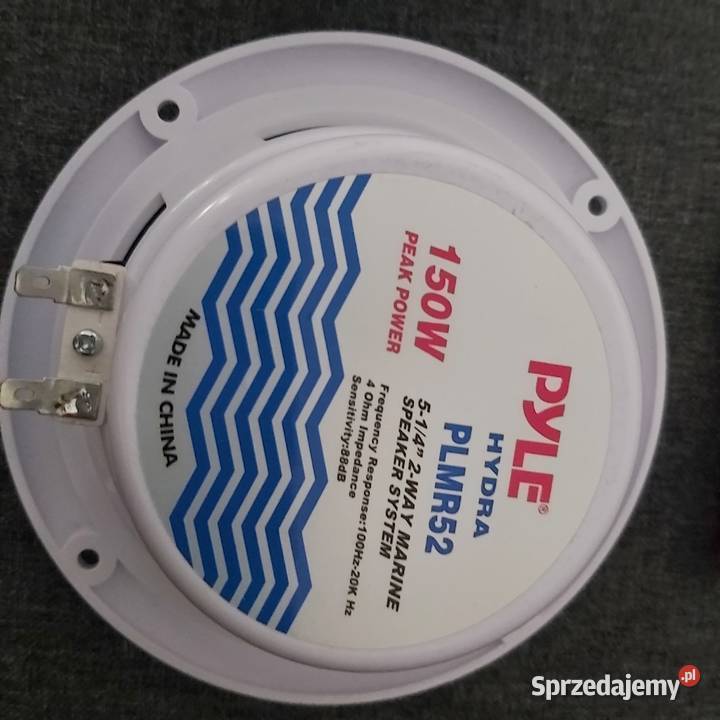 PYLE®
HYDRA
PLMR52
5-1/4" 2-WAY MARINE
SPEAKER SYSTEM
Frequency Response:100Hz-20K Hz
4 Ohm Impedance
Sensitivity:88dB
150W
PEAK POWER
MADE IN CHINA
Sprzedajemy.pl